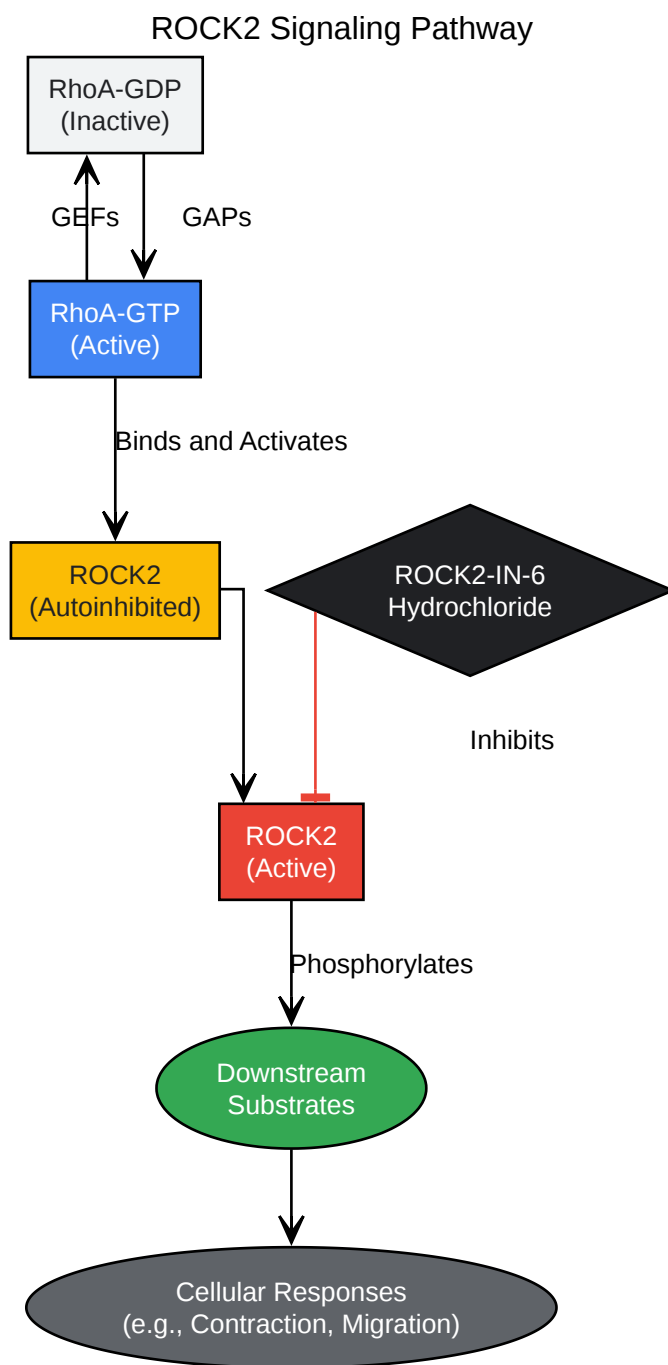 ROCK2 Signaling Pathway
RhoA-GDP
(Inactive)
GEFs
GAPs
RhoA-GTP
(Active)
Binds and Activates
ROCK2
(Autoinhibited)
ROCK2-IN-6
Hydrochloride
Inhibits
ROCK2
(Active)
Phosphorylates
Downstream
Substrates
Cellular Responses
(e.g., Contraction, Migration)